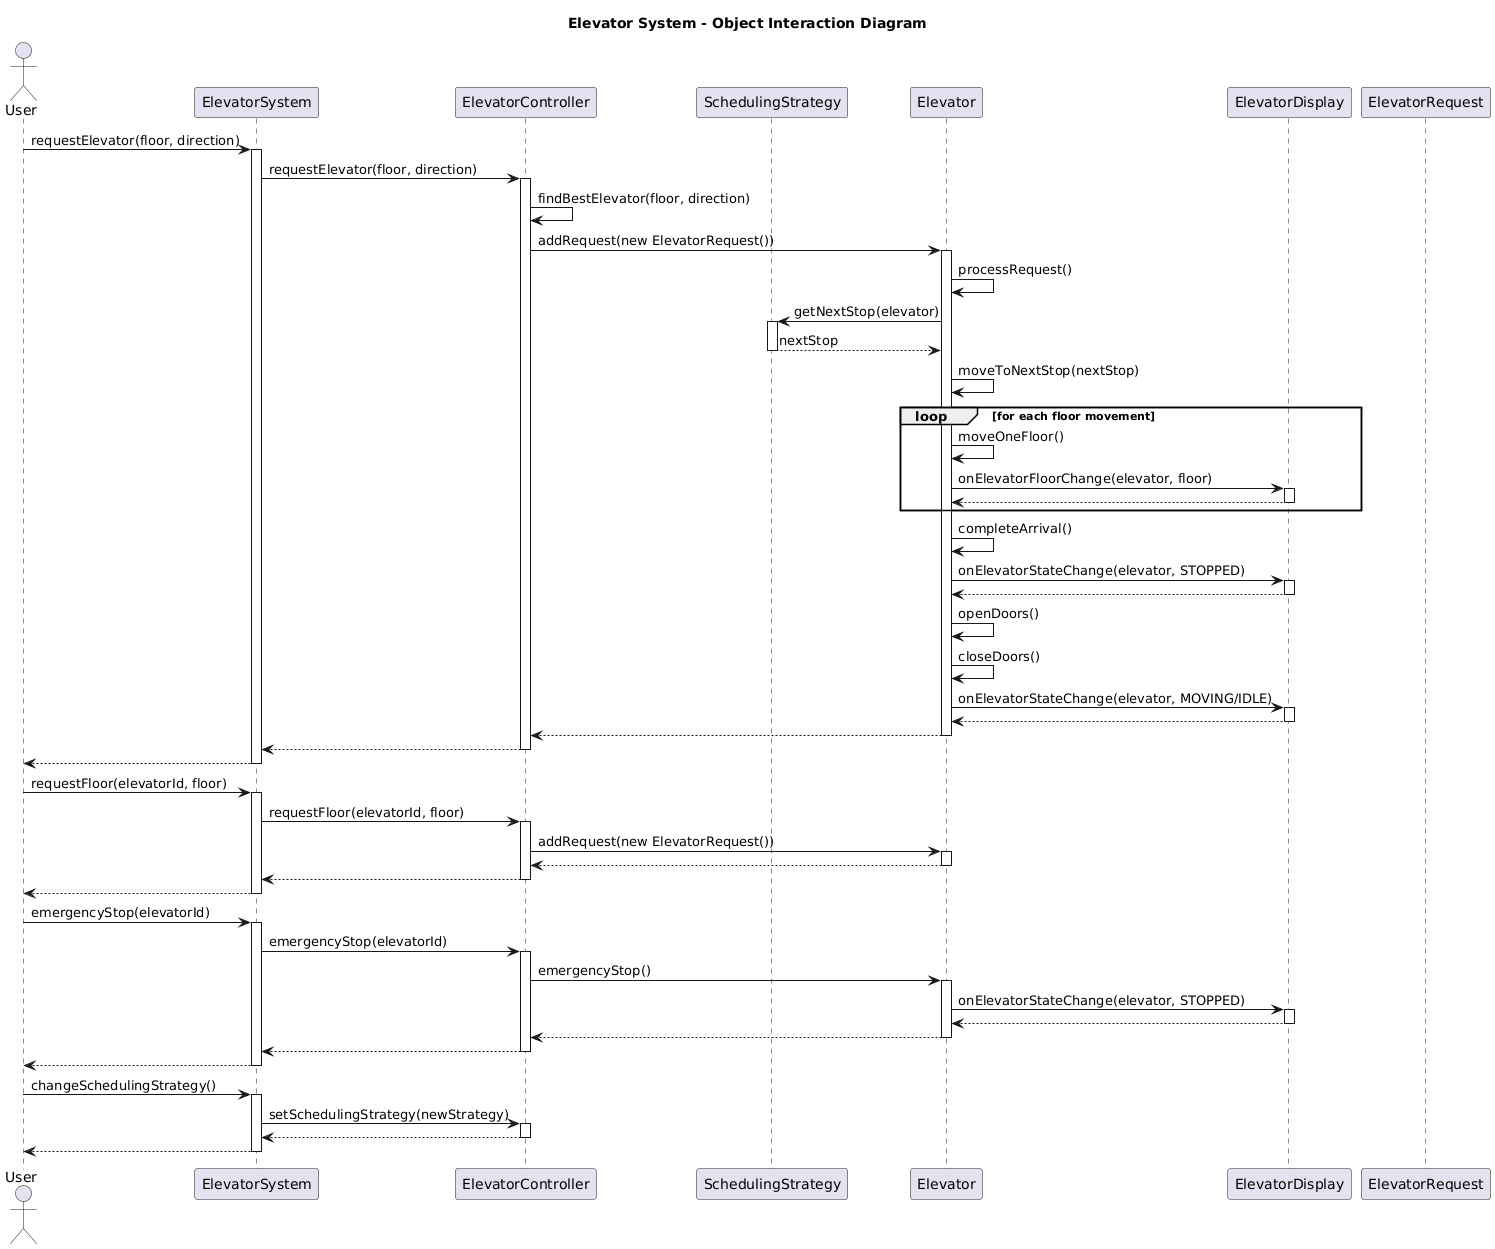 Elevator System - Object Interaction Diagram
User
ElevatorSystem
ElevatorController
SchedulingStrategy
Elevator
ElevatorDisplay
ElevatorRequest
requestElevator(floor, direction)
requestElevator(floor, direction)
findBestElevator(floor, direction)
addRequest(new ElevatorRequest())
processRequest()
getNextStop(elevator)
nextStop
moveToNextStop(nextStop)
loop [for each floor movement]
moveOneFloor()
onElevatorFloorChange(elevator, floor)
completeArrival()
onElevatorStateChange(elevator, STOPPED)
openDoors()
closeDoors()
onElevatorStateChange(elevator, MOVING/IDLE)
requestFloor(elevatorId, floor)
requestFloor(elevatorId, floor)
addRequest(new ElevatorRequest())
emergencyStop(elevatorId)
emergencyStop(elevatorId)
emergencyStop()
onElevatorStateChange(elevator, STOPPED)
changeSchedulingStrategy()
setSchedulingStrategy(newStrategy)
User
ElevatorSystem
ElevatorController
SchedulingStrategy
Elevator
ElevatorDisplay
ElevatorRequest